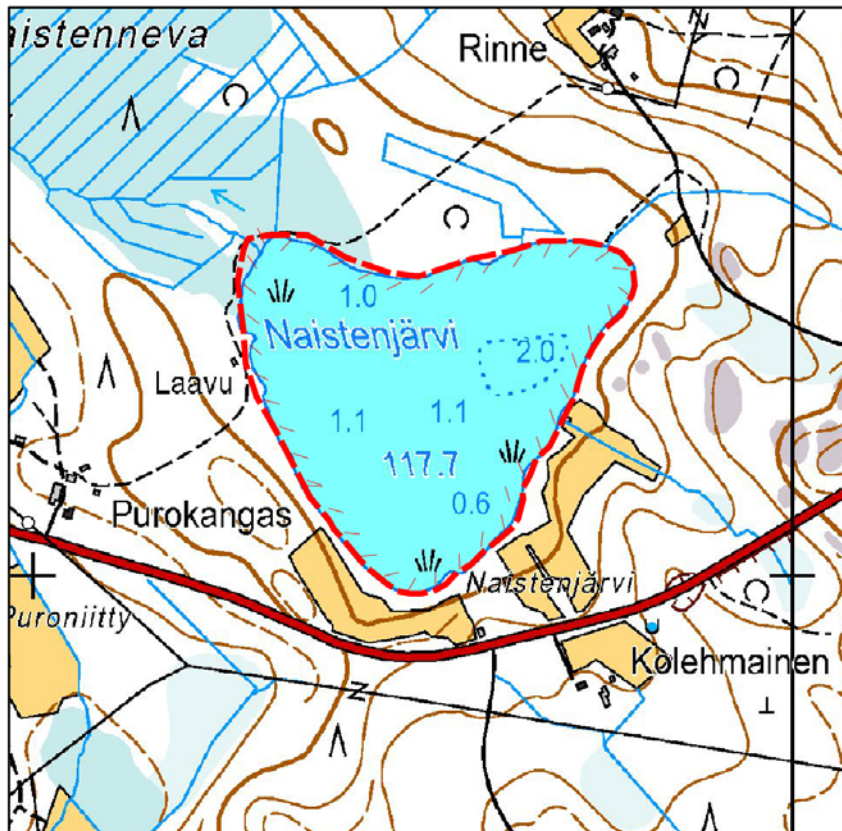 aistenneva
Rinne
1.0
Naistenjärvi
2.0
Laavu
1.1
1.1
117.7
0.6
Purokangas
Naistenjärvi
Puroniitty
Kolehmainen